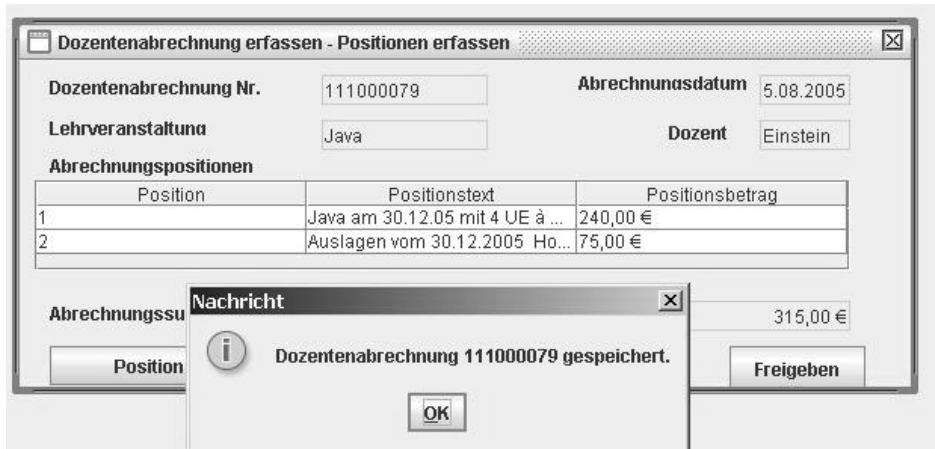 Dozentenabrechnung erfassen - Positionen erfassen
Dozentenabrechnung Nr. 111000079 Abrechnungsdatum 5.08.2005
Lehrveranstaltung Java Dozent Einstein
Abrechnungspositionen
Position Positionstext Positionsbetrag
1 Java am 30.12.05 mit 4 UE à ... 240,00 €
2 Auslagen vom 30.12.2005 Ho... 75,00 €
Nachricht
Abrechnungssu 315,00 €
Dozentenabrechnung 111000079 gespeichert.
Position Freigeben
OK